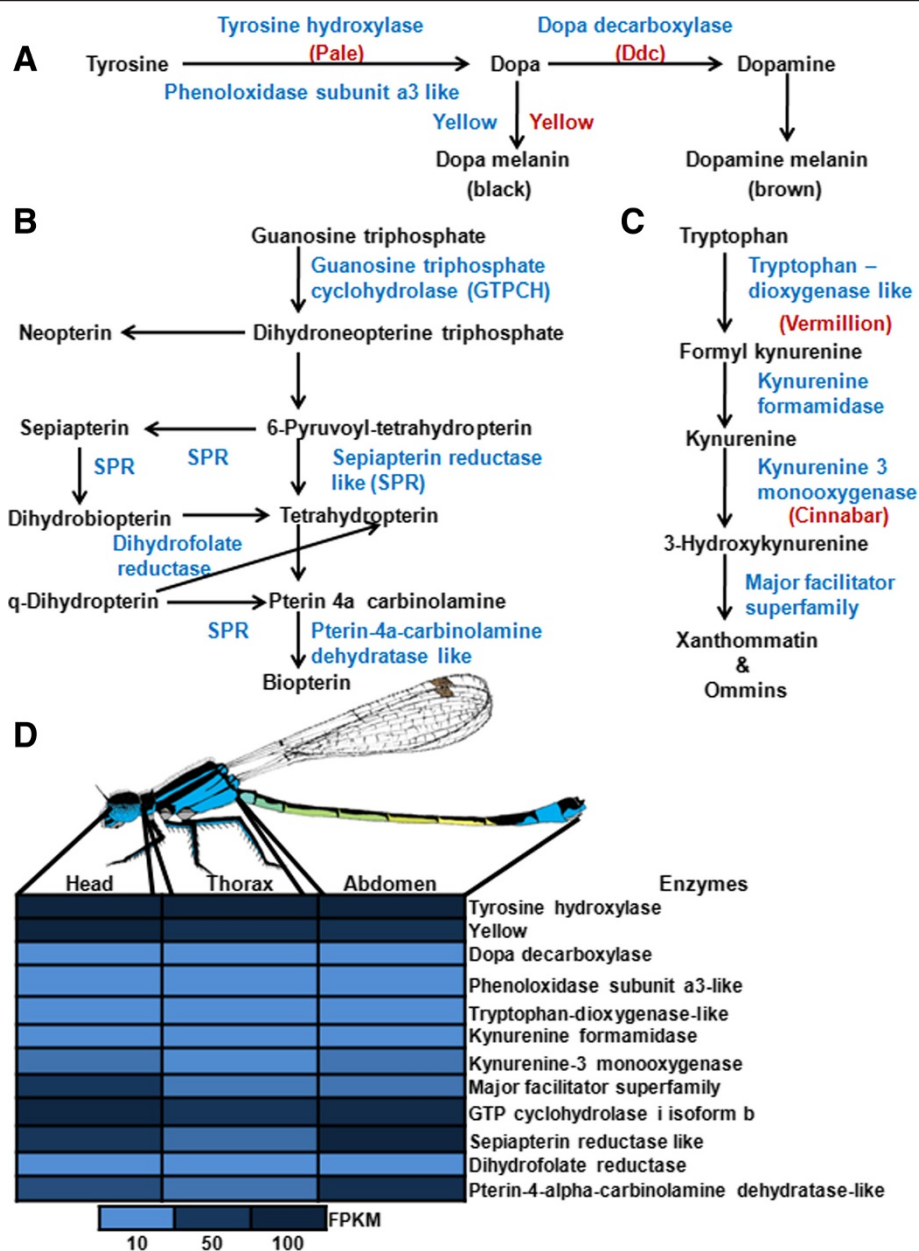 A
Tyrosine hydroxylase
Dopa decarboxylase
(Pale)
(Ddc)
Tyrosine
Dopa
Dopamine
Phenoloxidase subunit a3 like
Yellow
Yellow
Dopa melanin
(black)
Dopamine melanin
(brown)
B
Guanosine triphosphate
Guanosine triphosphate
cyclohydrolase (GTPCH)
Neopterin
Dihydroneopterine triphosphate
Sepiapterin
6-Pyruvoyl-tetrahydropterin
SPR
SPR
Sepiapterin reductase
like (SPR)
Dihydrobiopterin
Tetrahydropterin
Dihydrofolate
reductase
q-Dihydropterin
Pterin 4a carbinolamine
SPR
Pterin-4a-carbinolamine
dehydratase like
Biopterin
C
Tryptophan
Tryptophan –
dioxygenase like
(Vermillion)
Formyl kynurenine
Kynurenine
formamidase
Kynurenine
Kynurenine 3
monooxygenase
(Cinnabar)
3-Hydroxykynurenine
Major facilitator
superfamily
Xanthommatin
&
Ommins
D
Head
Thorax
Abdomen
Enzymes
Tyrosine hydroxylase
Yellow
Dopa decarboxylase
Phenoloxidase subunit a3-like
Tryptophan-dioxygenase-like
Kynurenine formamidase
Kynurenine-3 monooxygenase
Major facilitator superfamily
GTP cyclohydrolase i isoform b
Sepiapterin reductase like
Dihydrofolate reductase
Pterin-4-alpha-carbinolamine dehydratase-like
FPKM
10
50
100